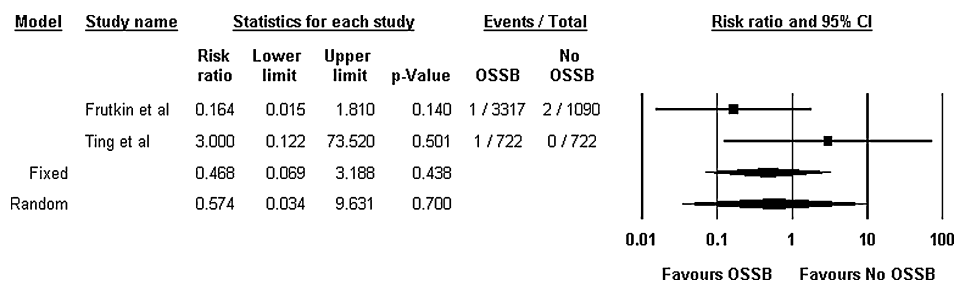 Model Study name Statistics for each study Events / Total Risk ratio and 95% CI
Risk ratio Lower limit Upper limit p-Value OSSB No OSSB
Frutkin et al 0.164 0.015 1.810 0.140 1 / 3317 2 / 1090
Ting et al 3.000 0.122 73.520 0.501 1 / 722 0 / 722
Fixed 0.468 0.069 3.188 0.438
Random 0.574 0.034 9.631 0.700
0.01 0.1 1 10 100
Favours OSSB Favours No OSSB